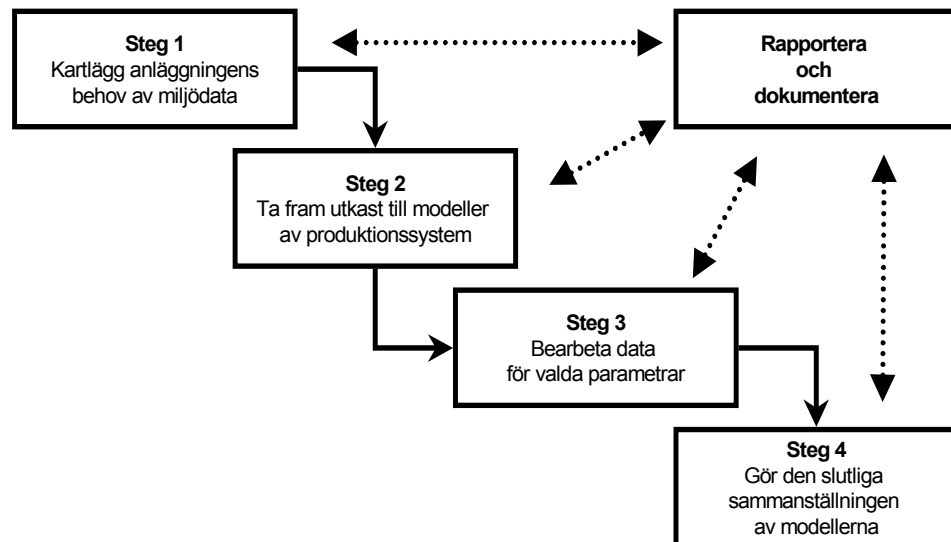 Steg 1
Kartlägg anläggningens
behov av miljödata
Rapportera
och
dokumentera
Steg 2
Ta fram utkast till modeller
av produktionssystem
Steg 3
Bearbeta data
för valda parametrar
Steg 4
Gör den slutliga
sammanställningen
av modellerna